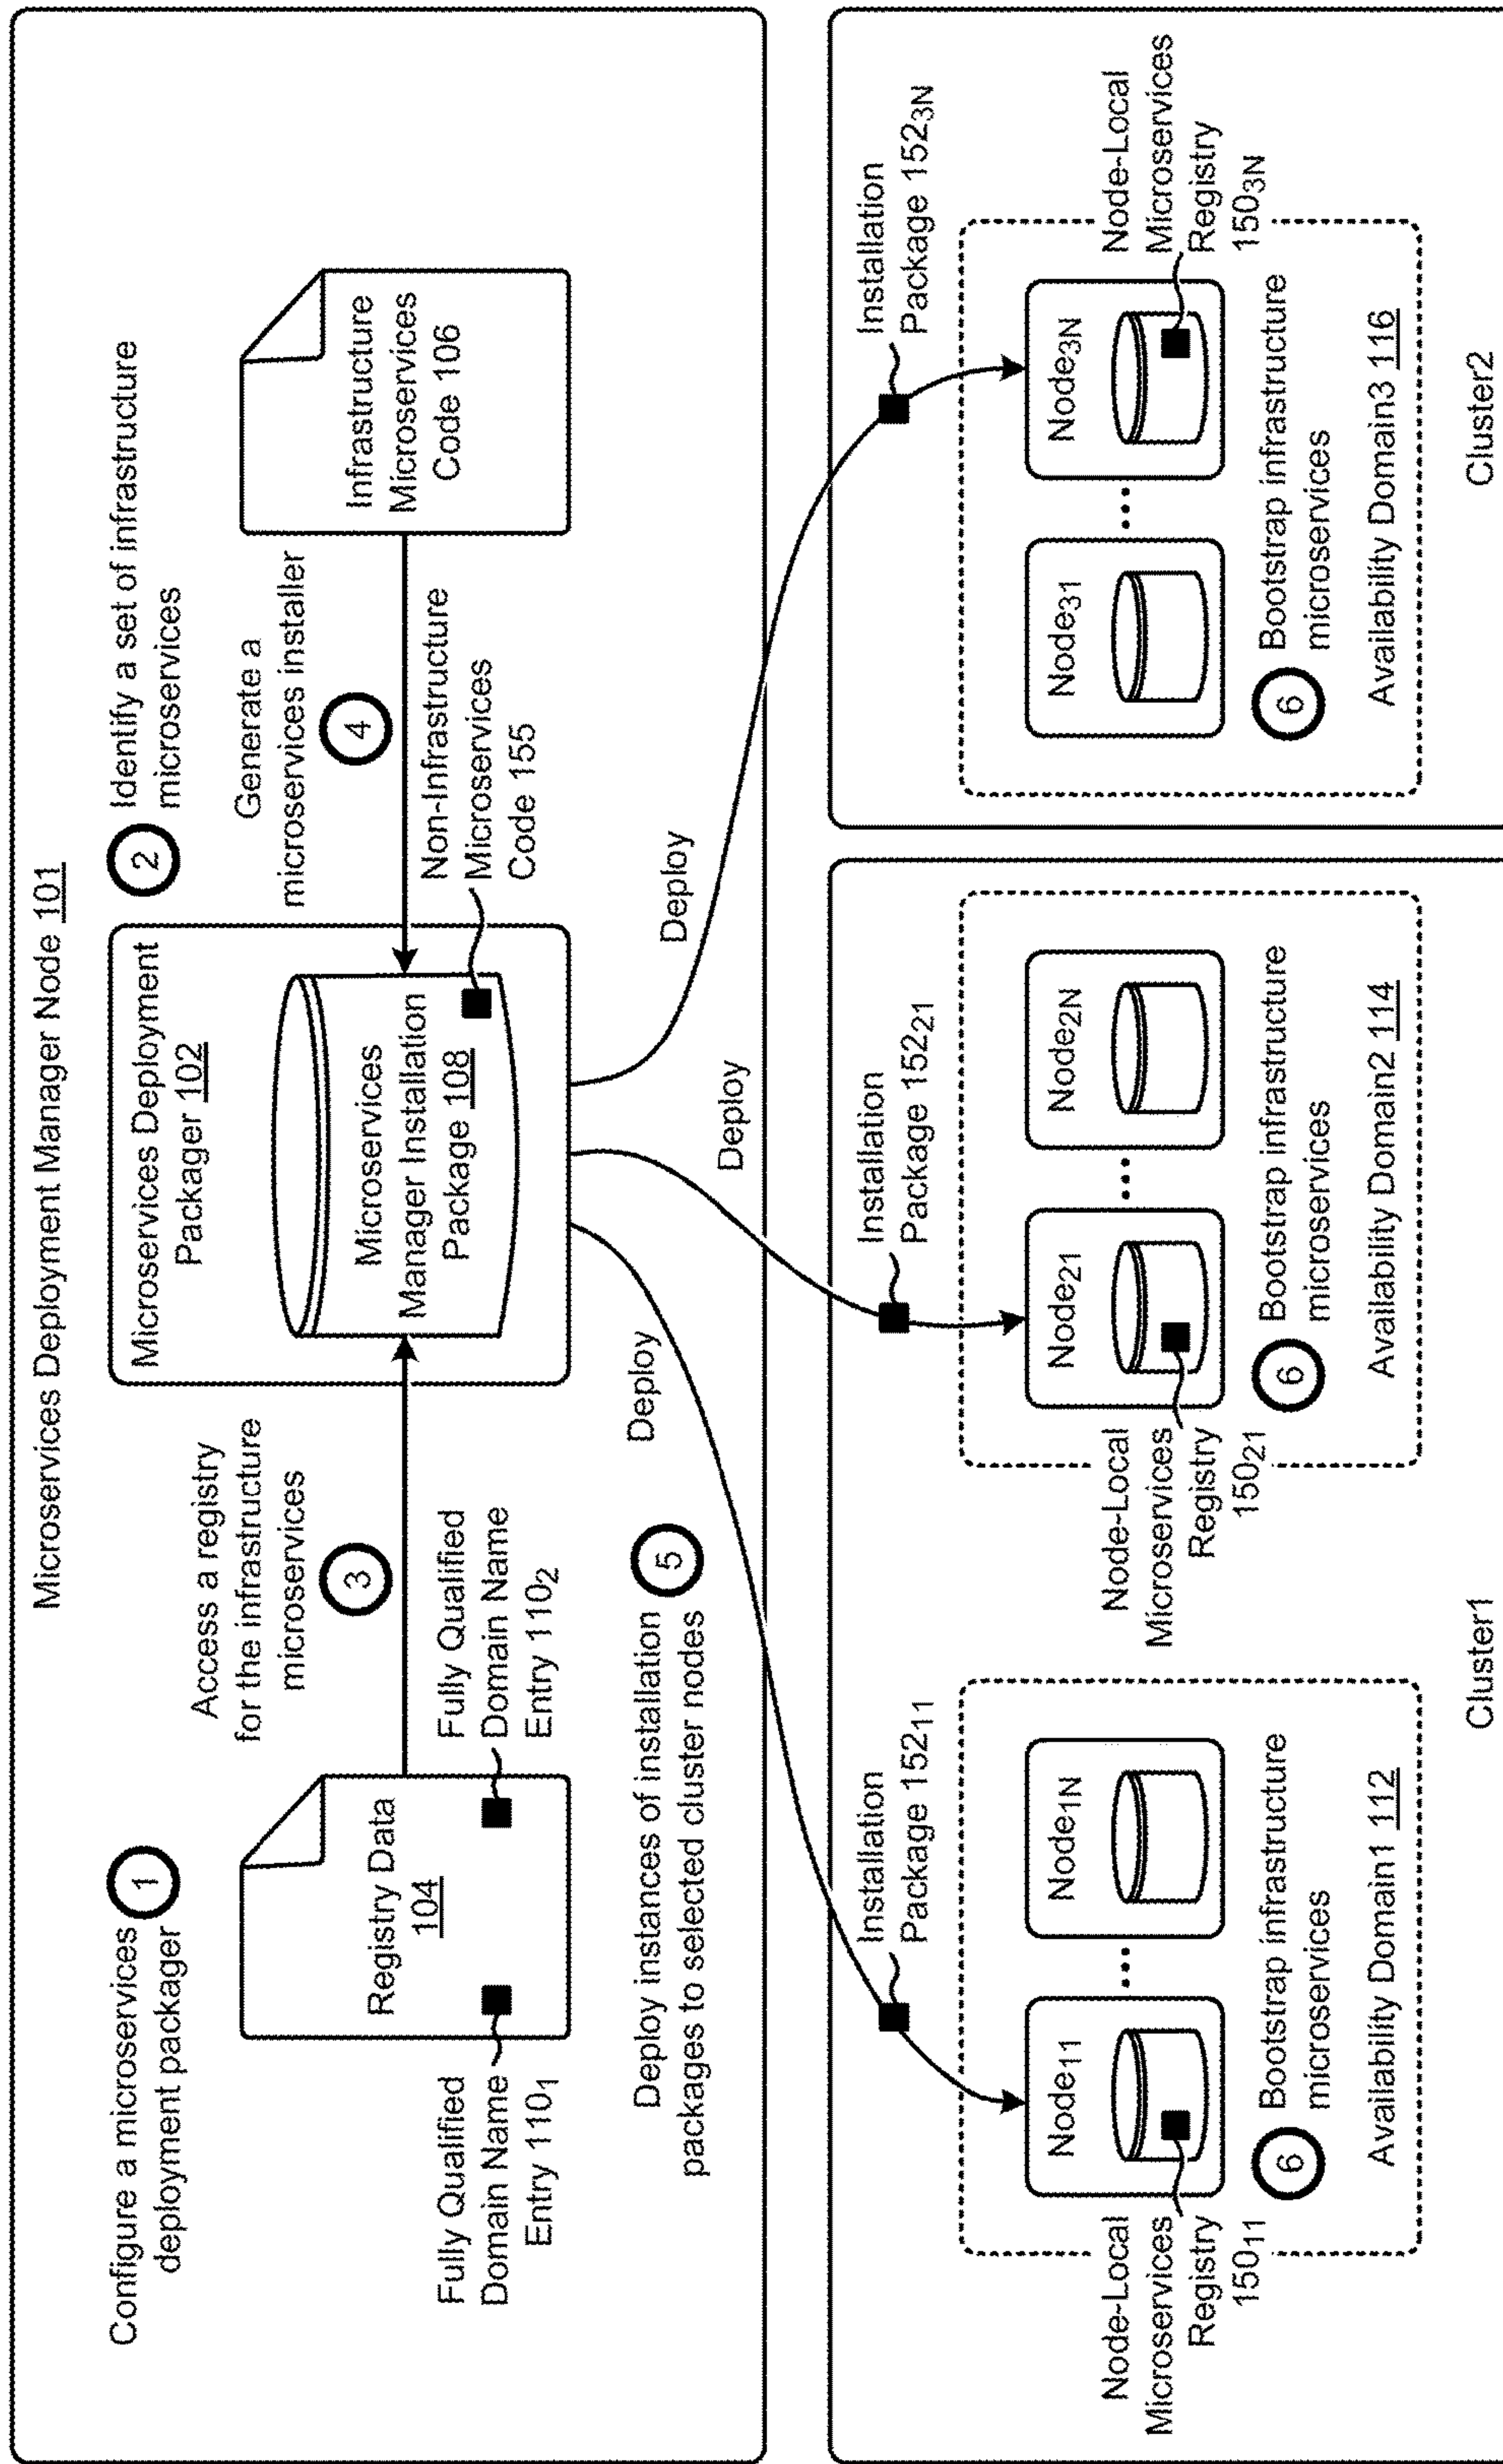 Microservices Deployment Manager Node 101
Configure a microservices
deployment packager
1
Access a registry
for the infrastructure
microservices
3
Microservices Deployment
Packager 102
2
Identify a set of infrastructure
microservices
Generate a
microservices installer
4
Registry Data
104
Microservices
Manager Installation
Package 108
Infrastructure
Microservices
Code 106
Fully Qualified
Domain Name
Entry 110₁
Fully Qualified
Domain Name
Entry 110₂
Non-Infrastructure
Microservices
Code 155
Deploy instances of installation
packages to selected cluster nodes
5
Deploy
Deploy
Deploy
Installation
Package 152₁₁
Installation
Package 152₂₁
Installation
Package 152₃N
Node₁₁
Node₁N
Node-Local
Microservices
Registry
150₁₁
6
Bootstrap infrastructure
microservices
Availability Domain1 112
Node₂₁
Node₂N
Node-Local
Microservices
Registry
150₂₁
6
Bootstrap infrastructure
microservices
Availability Domain2 114
Cluster1
Node₃₁
Node₃N
Node-Local
Microservices
Registry
150₃N
6
Bootstrap infrastructure
microservices
Availability Domain3 116
Cluster2